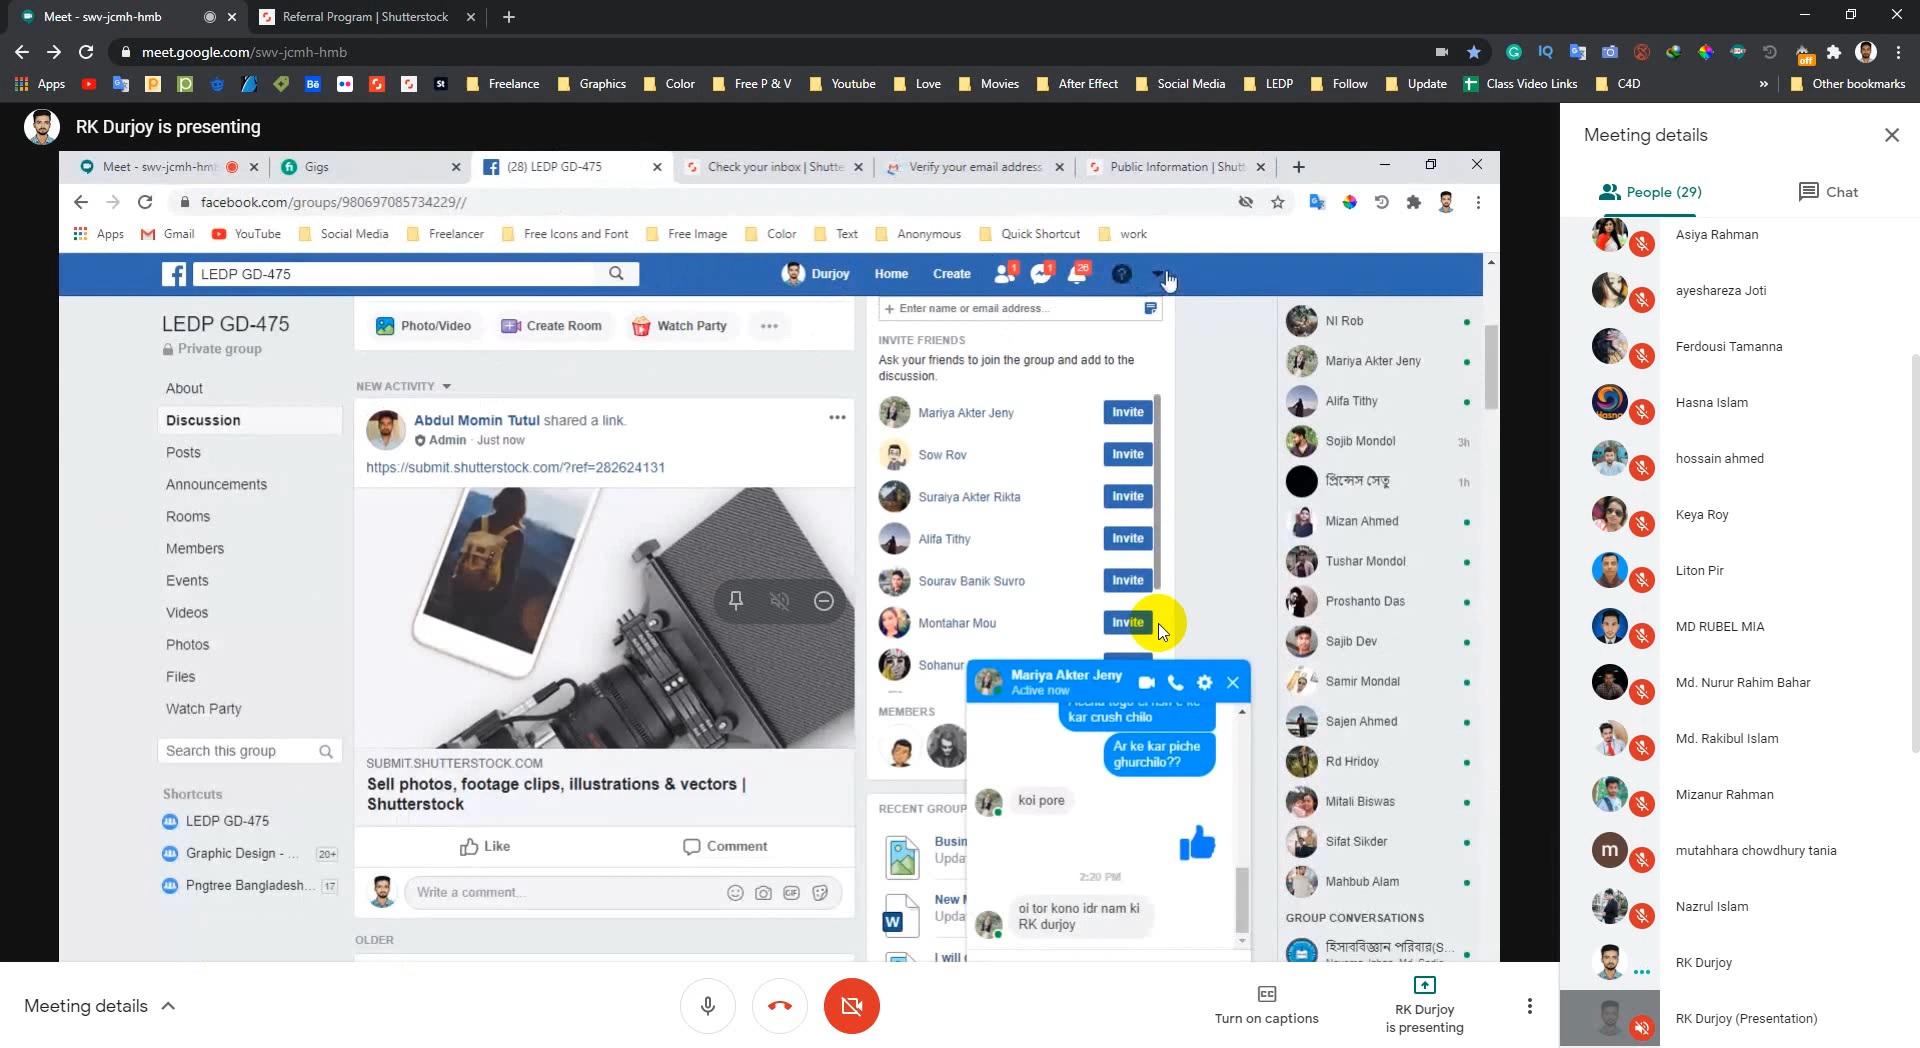 Meet - swv-jcmh-hmb
Referral Program | Shutterstock
meet.google.com/swv-jcmh-hmb
off
Apps
Freelance
Graphics
Color
Free P & V
Youtube
Love
Movies
After Effect
Social Media
LEDP
Follow
Update
Class Video Links
C4D
Other bookmarks
RK Durjoy is presenting
Meet - swv-jcmh-hmb
Gigs
(28) LEDP GD-475
Check your inbox | Shutte
Verify your email address
Public Information | Shutt
facebook.com/groups/980697085734229//
Apps
Gmail
YouTube
Social Media
Freelancer
Free Icons and Font
Free Image
Color
Text
Anonymous
Quick Shortcut
work
LEDP GD-475
Durjoy
Home
Create
1
1
26
LEDP GD-475
Private group
About
Discussion
Posts
Announcements
Rooms
Members
Events
Videos
Photos
Files
Watch Party
Search this group
Shortcuts
LEDP GD-475
Graphic Design - ...
20+
Pngtree Bangladesh...
17
Photo/Video
Create Room
Watch Party
NEW ACTIVITY
Abdul Momin Tutul shared a link.
Admin · Just now
https://submit.shutterstock.com/?ref=282624131
SUBMIT.SHUTTERSTOCK.COM
Sell photos, footage clips, illustrations & vectors |
Shutterstock
Like
Comment
Write a comment...
GIF
OLDER
+ Enter name or email address...
INVITE FRIENDS
Ask your friends to join the group and add to the
discussion.
Mariya Akter Jeny
Invite
Sow Rov
Invite
Suraiya Akter Rikta
Invite
Alifa Tithy
Invite
Sourav Banik Suvro
Invite
Montahar Mou
Invite
Sohanur
MEMBERS
RECENT GROUP
Busin
Upda
New
Upda
I will
Mariya Akter Jeny
Active now
kar crush chilo
Ar ke kar piche
ghurchilo??
koi pore
2:20 PM
oi tor kono idr nam ki
RK durjoy
NI Rob
Mariya Akter Jeny
Alifa Tithy
Sojib Mondol
3h
প্রিন্সেস সেতু
1h
Mizan Ahmed
Tushar Mondol
Proshanto Das
Sajib Dev
Samir Mondal
Sajen Ahmed
Rd Hridoy
Mitali Biswas
Sifat Sikder
Mahbub Alam
GROUP CONVERSATIONS
হিসাববিজ্ঞান পরিবার(S...
Meeting details
People (29)
Chat
Asiya Rahman
ayeshareza Joti
Ferdousi Tamanna
Hasna Islam
hossain ahmed
Keya Roy
Liton Pir
MD RUBEL MIA
Md. Nurur Rahim Bahar
Md. Rakibul Islam
Mizanur Rahman
m
mutahhara chowdhury tania
Nazrul Islam
RK Durjoy
RK Durjoy (Presentation)
Meeting details
Turn on captions
RK Durjoy
is presenting